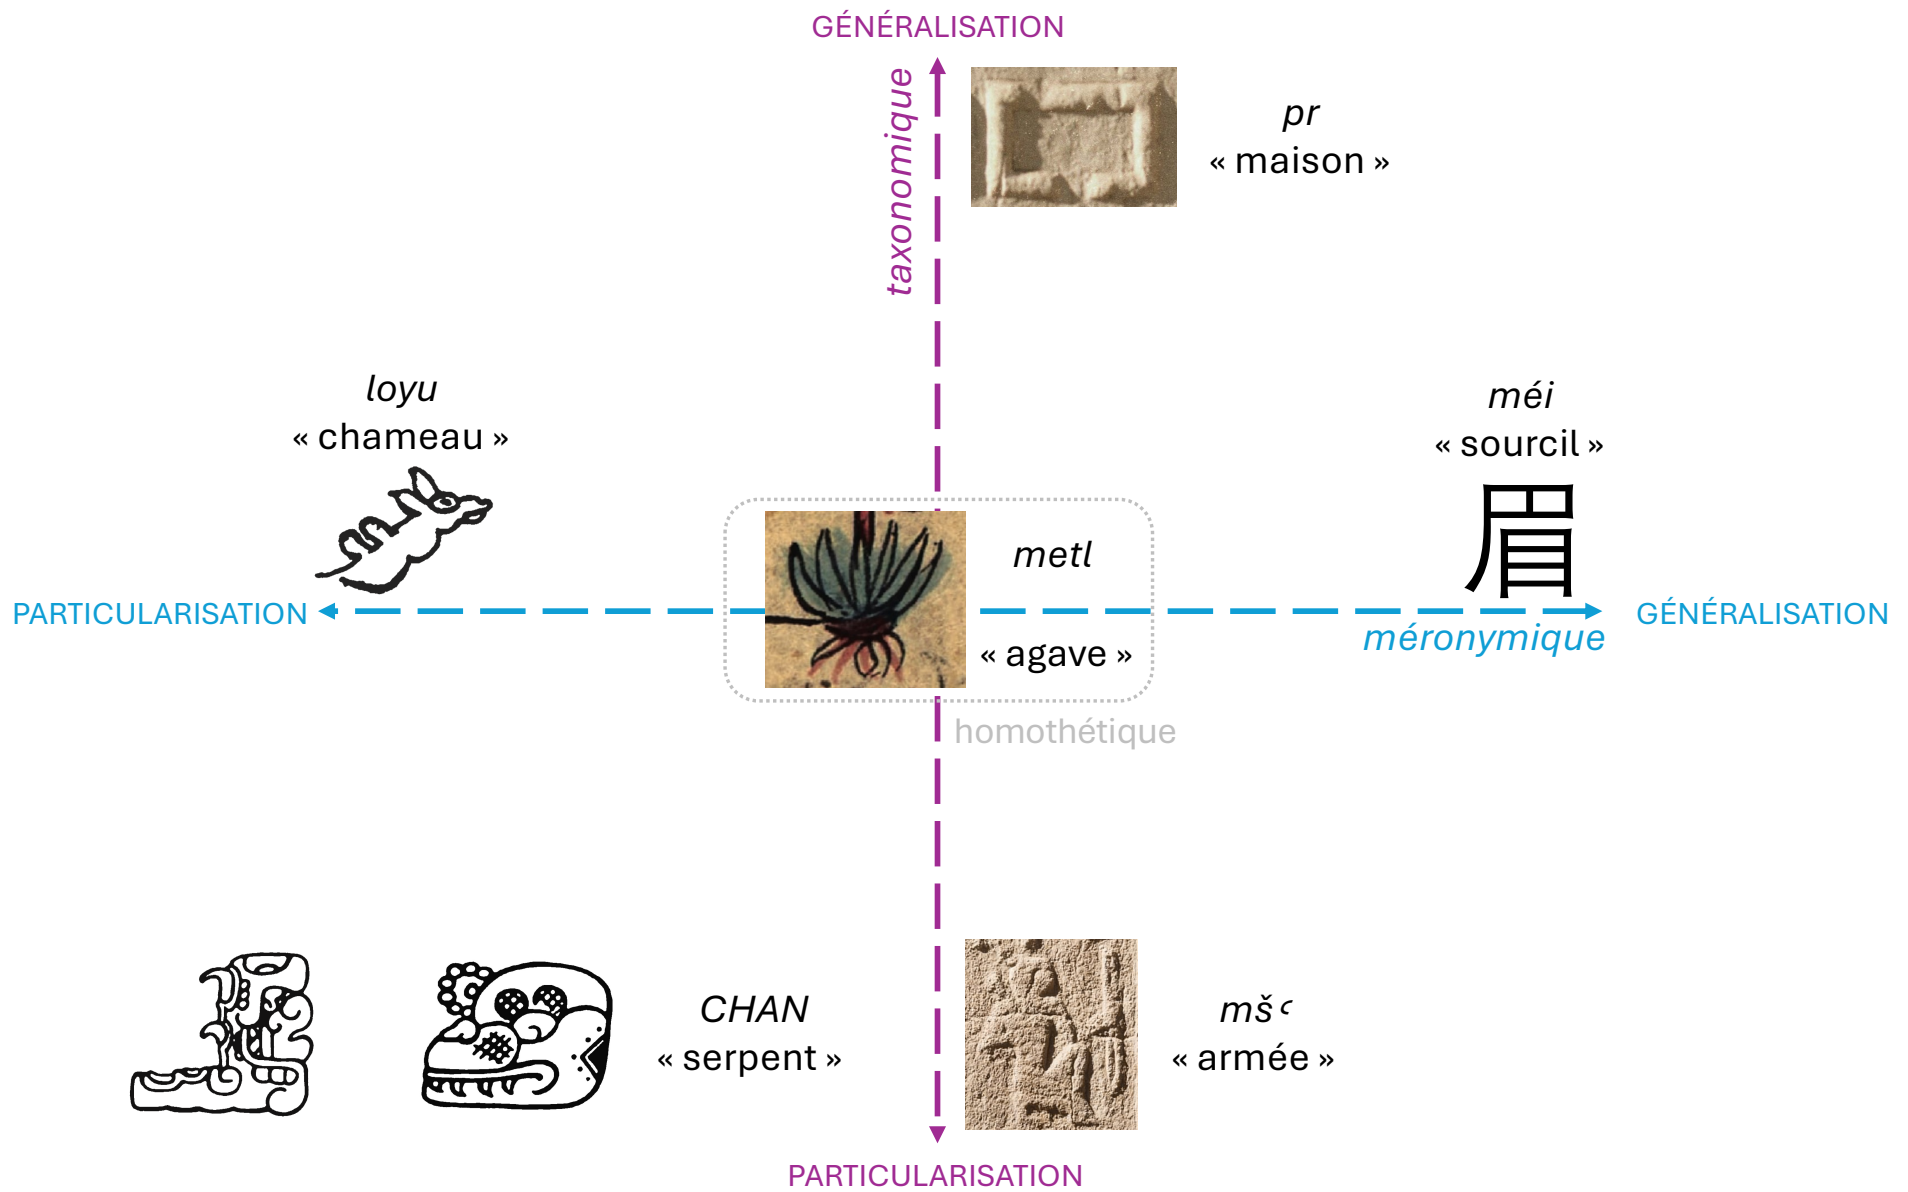 GÉNÉRALISATION
taxonomique
pr
« maison »
loyu
« chameau »
méi
« sourcil »
眉
metl
PARTICULARISATION
GÉNÉRALISATION
méronymique
« agave »
homothétique
CHAN
« serpent »
mšꜥ
« armée »
PARTICULARISATION